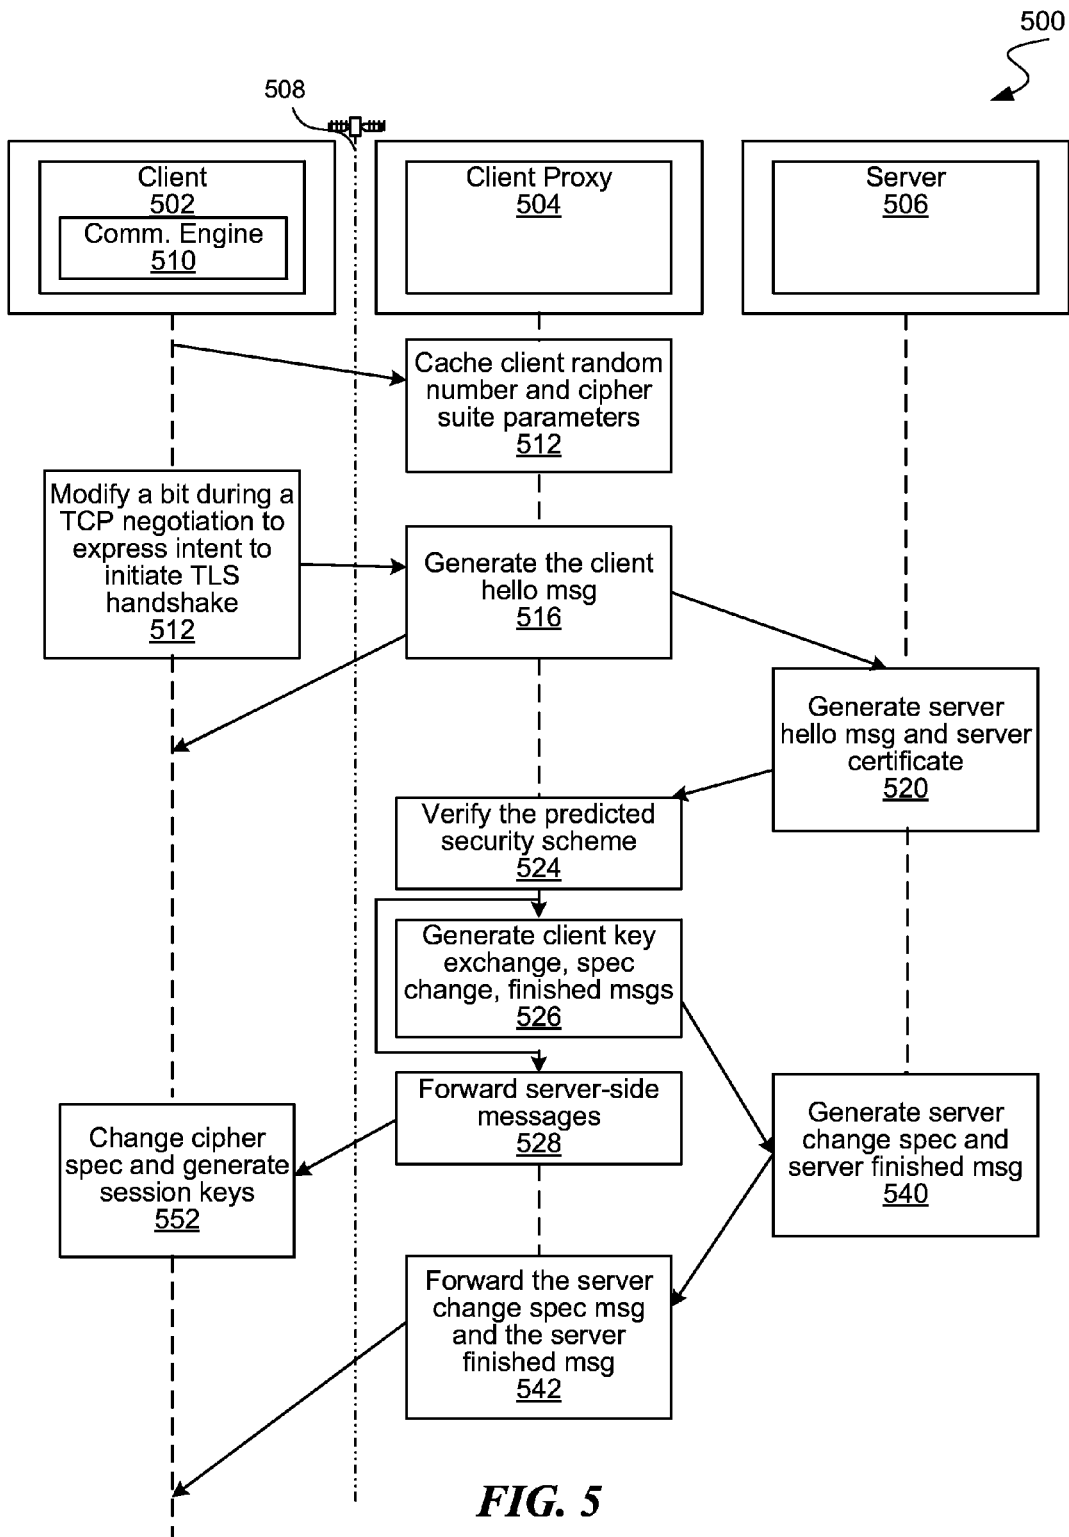 500
508
Client
502
Comm. Engine
510
Client Proxy
504
Server
506
Cache client random
number and cipher
suite parameters
512
Modify a bit during a
TCP negotiation to
express intent to
initiate TLS
handshake
512
Generate the client
hello msg
516
Generate server
hello msg and server
certificate
520
Verify the predicted
security scheme
524
Generate client key
exchange, spec
change, finished msgs
526
Forward server-side
messages
528
Generate server
change spec and
server finished msg
540
Change cipher
spec and generate
session keys
552
Forward the server
change spec msg
and the server
finished msg
542
FIG. 5